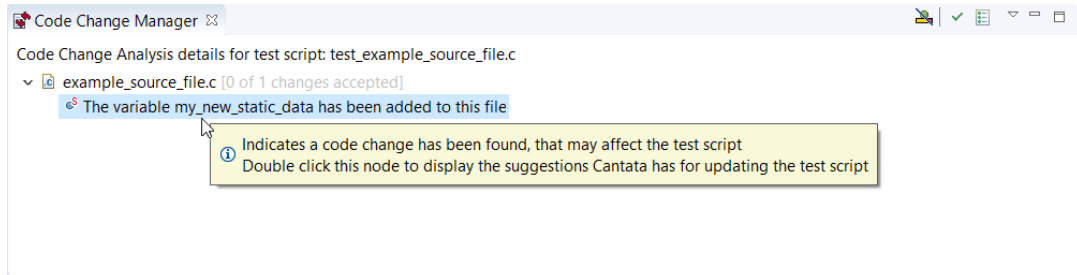 Code Change Manager
Code Change Analysis details for test script: test_example_source_file.c
example_source_file.c [0 of 1 changes accepted]
The variable my_new_static_data has been added to this file
Indicates a code change has been found, that may affect the test script
Double click this node to display the suggestions Cantata has for updating the test script